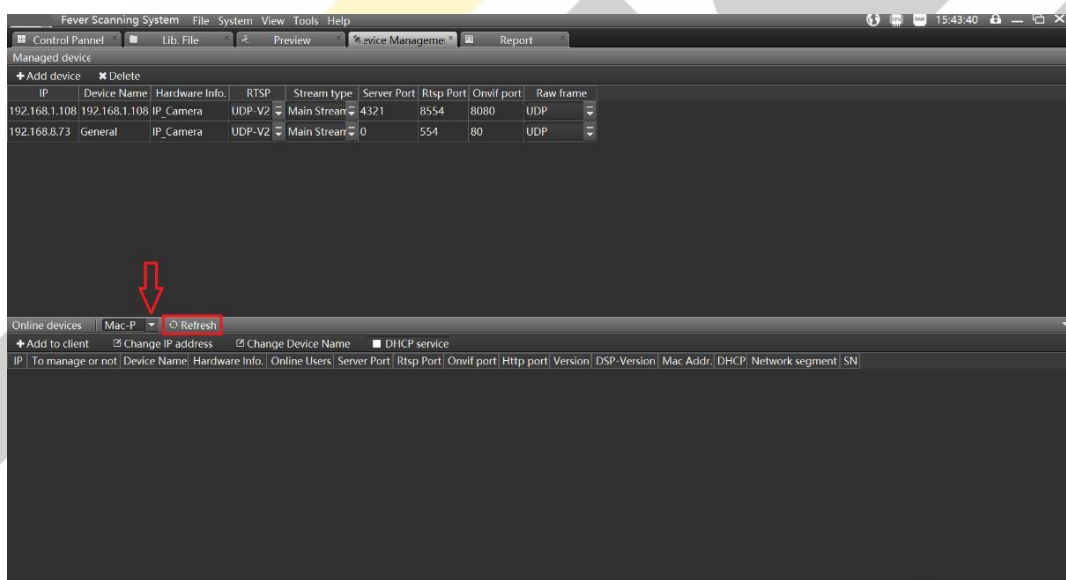 Fever Scanning System File System View Tools Help 15:43:40
Control Pannel Lib. File Preview evice Managemer Report
Managed device
Add device Delete
IP Device Name Hardware Info. RTSP Stream type Server Port Rtsp Port Onvif port Raw frame
192.168.1.108 192.168.1.108 IP_Camera UDP-V2 Main Stream 4321 8554 8080 UDP
192.168.8.73 General IP_Camera UDP-V2 Main Stream 0 554 80 UDP
Online devices Mac-P Refresh
Add to client Change IP address Change Device Name DHCP service
IP To manage or not Device Name Hardware Info. Online Users Server Port Rtsp Port Onvif port Http port Version DSP-Version Mac Addr. DHCP Network segment SN